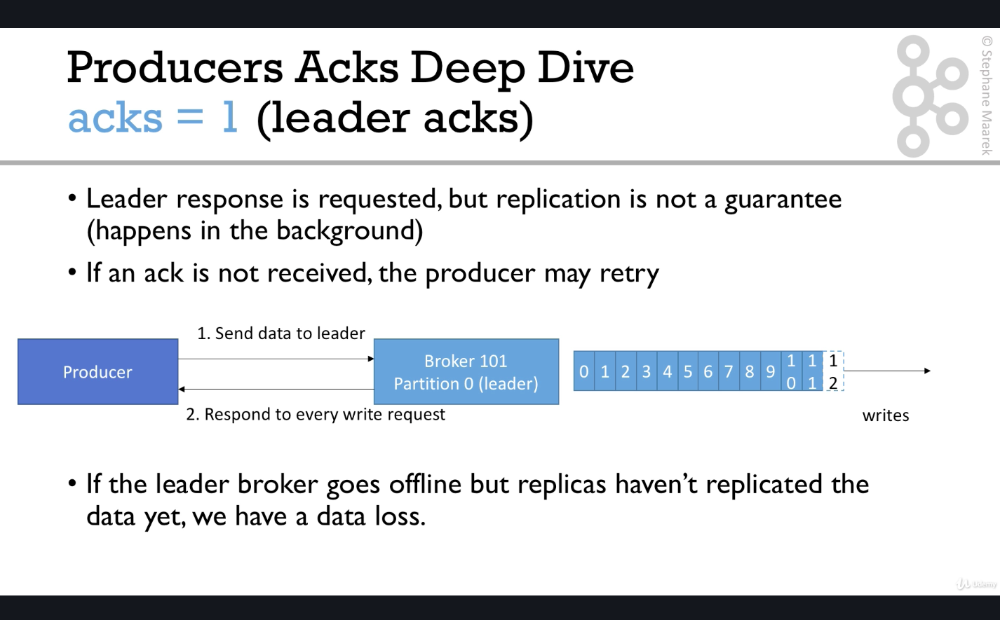 Producers Acks Deep Dive
acks = 1 (leader acks)
© Stephane Maarek
• Leader response is requested, but replication is not a guarantee
(happens in the background)
• If an ack is not received, the producer may retry
1. Send data to leader
Producer
Broker 101
Partition 0 (leader)
0 1 2 3 4 5 6 7 8 9 10 11 12
2. Respond to every write request
writes
• If the leader broker goes offline but replicas haven't replicated the
data yet, we have a data loss.
Udemy